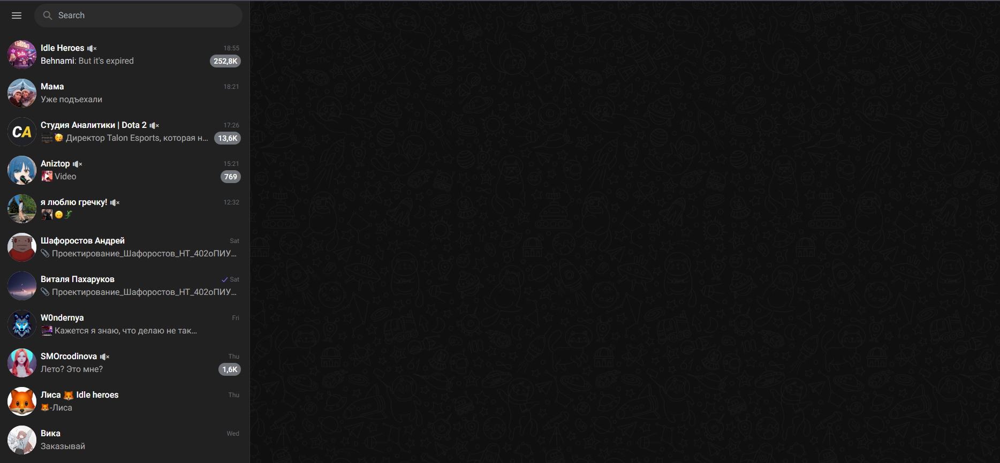 Search
Idle Heroes 18:55
Behnami: But it's expired 252,8K
Мама 18:21
Уже подъехали
CA
Студия Аналитики | Dota 2 17:26
🥳 Директор Talon Esports, которая н... 13,6K
Aniztop 15:21
Video 769
я люблю гречку! 12:32
🙃🦎
Шафоростов Андрей Sat
Проектирование_Шафоростов_НТ_402оПИУ...
Виталя Пахаруков Sat
Проектирование_Шафоростов_НТ_402оПИУ...
W0ndernya Fri
Кажется я знаю, что делаю не так...
SMOrcodinova Thu
Лето? Это мне? 1,6K
Лиса 🦊 Idle heroes Thu
🦊-Лиса
Вика Wed
Заказывай